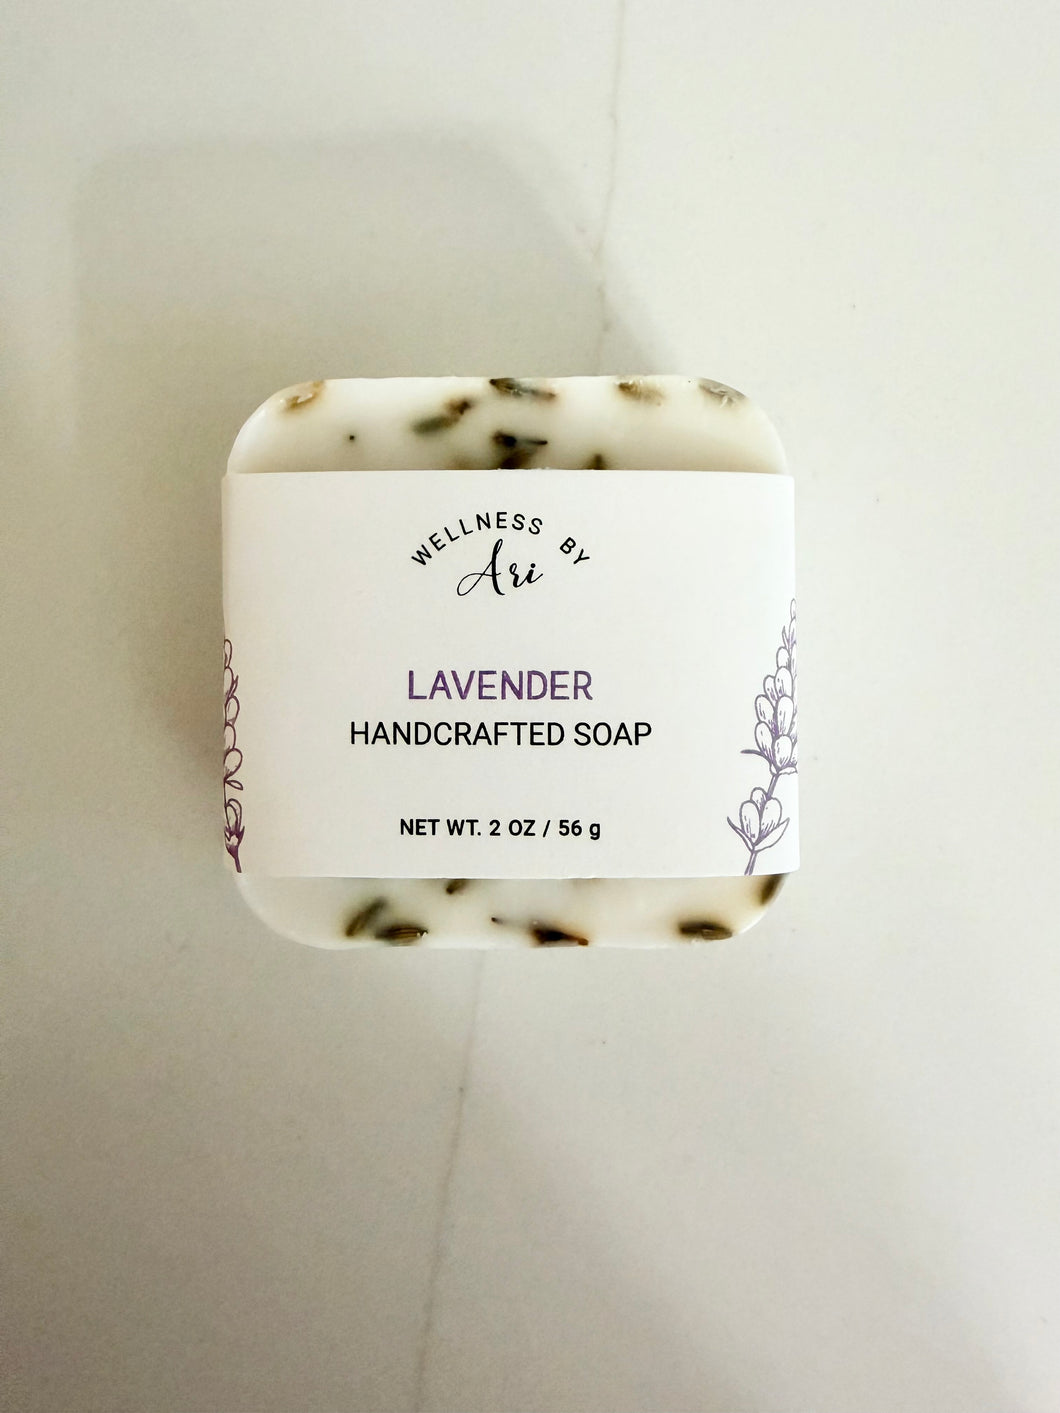 WELLNESS BY
Ari
LAVENDER
HANDCRAFTED SOAP
NET WT. 2 OZ / 56 g